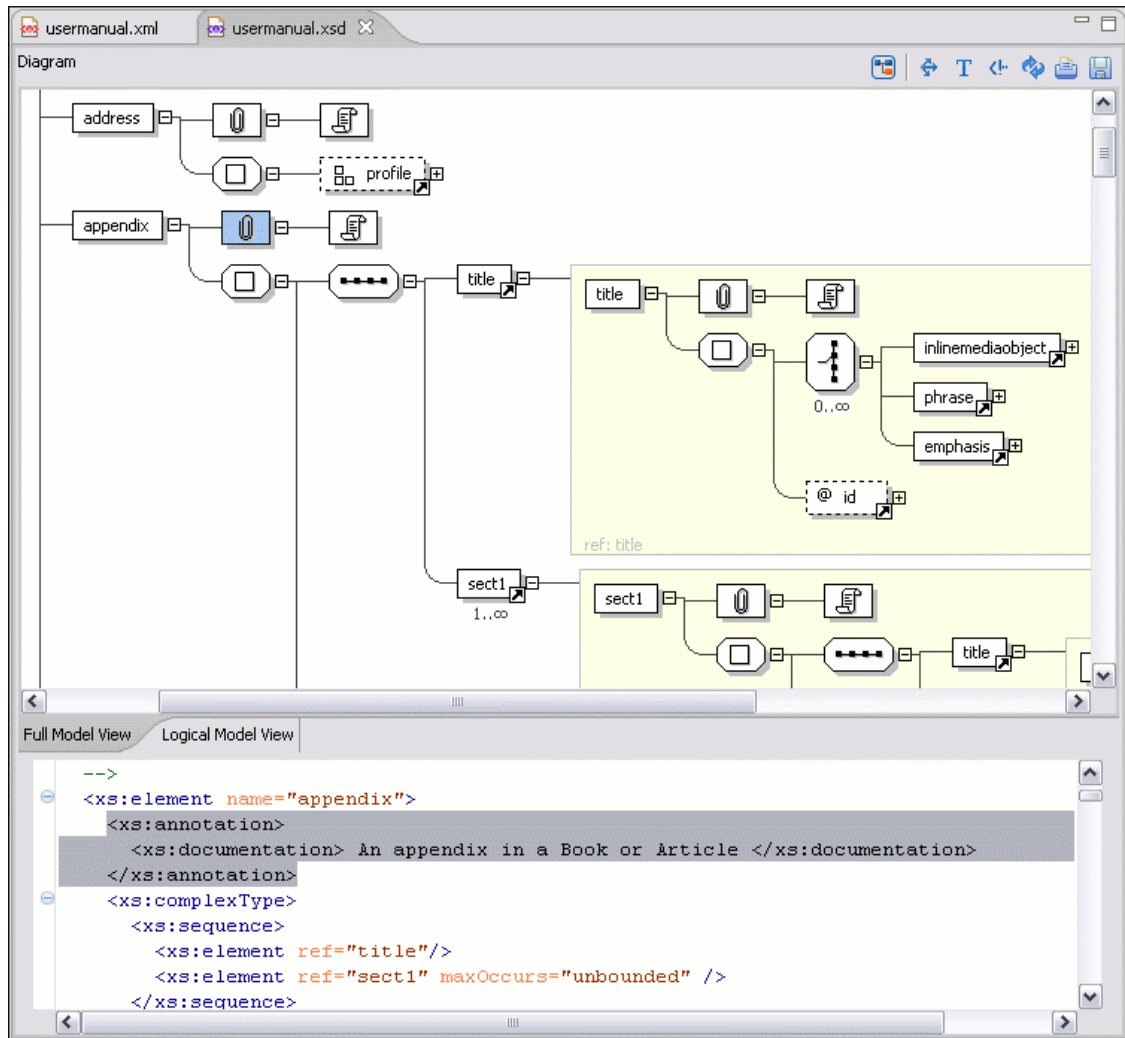 usermanual.xml
usermanual.xsd
Diagram
T
address
profile
appendix
title
title
inlinemediaobject
0..∞
phrase
emphasis
@ id
ref: title
sect1
1..∞
sect1
title
Full Model View
Logical Model View
-->
<xs:element name="appendix">
<xs:annotation>
<xs:documentation> An appendix in a Book or Article </xs:documentation>
</xs:annotation>
<xs:complexType>
<xs:sequence>
<xs:element ref="title"/>
<xs:element ref="sect1" maxOccurs="unbounded" />
</xs:sequence>